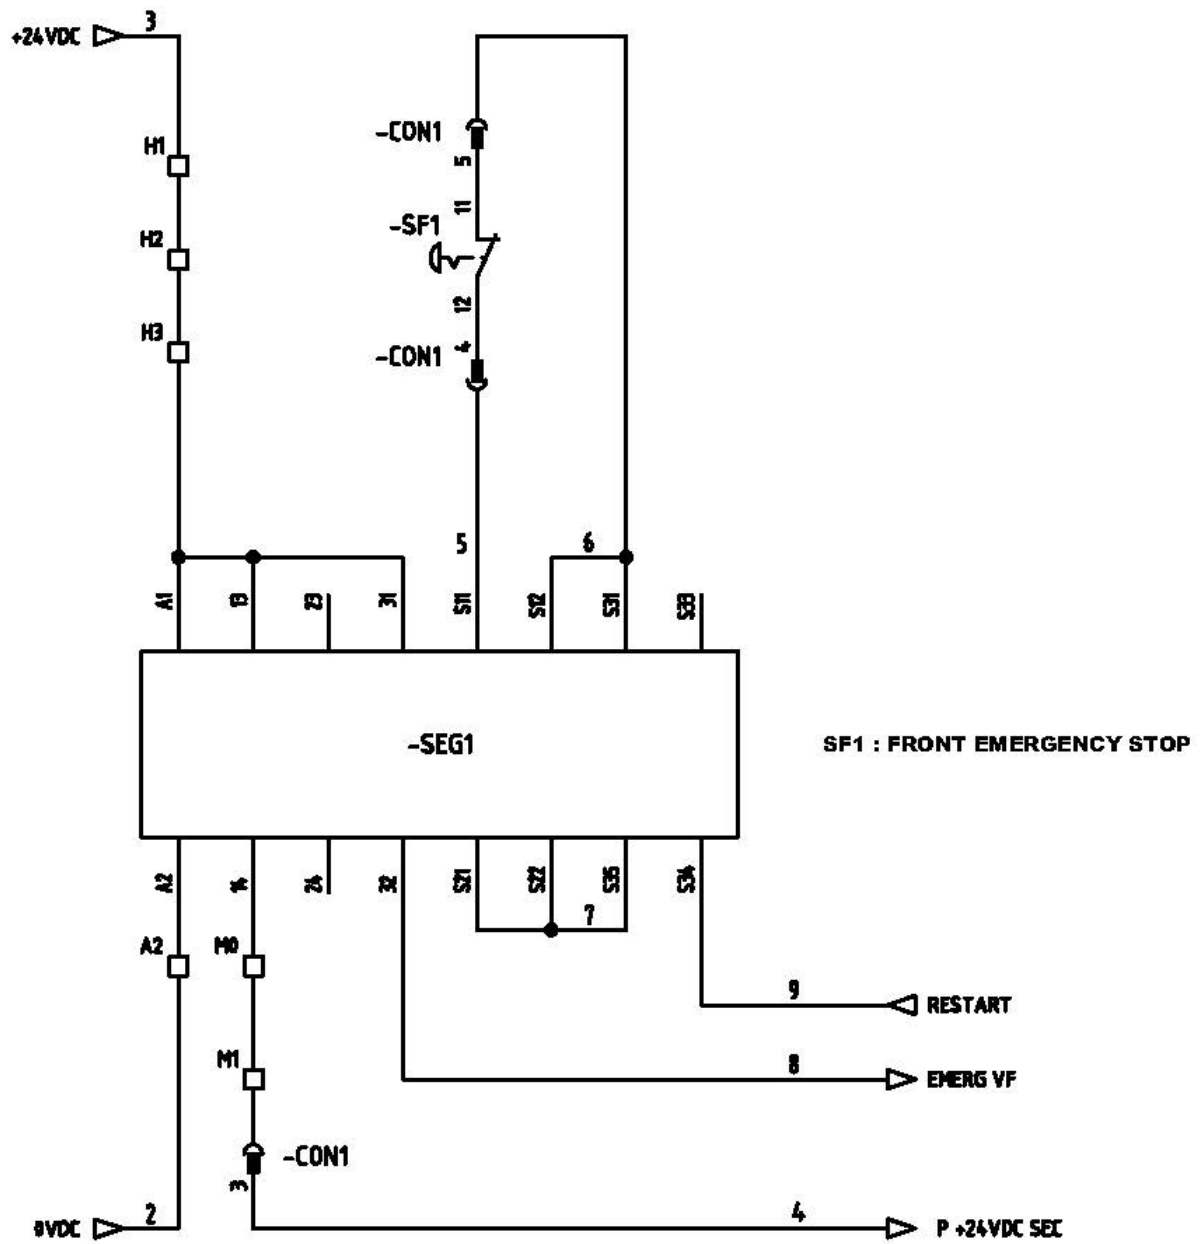 +24VDC
3
H1
H2
H3
-CON1
5
11
-SF1
12
4
-CON1
5
6
A1
13
23
31
S11
S12
S31
S33
-SEG1
SF1 : FRONT EMERGENCY STOP
A2
14
24
32
S21
S22
S35
S34
7
A2
M0
9
RESTART
M1
8
EMERG VF
-CON1
3
0VDC
2
4
P +24VDC SEC